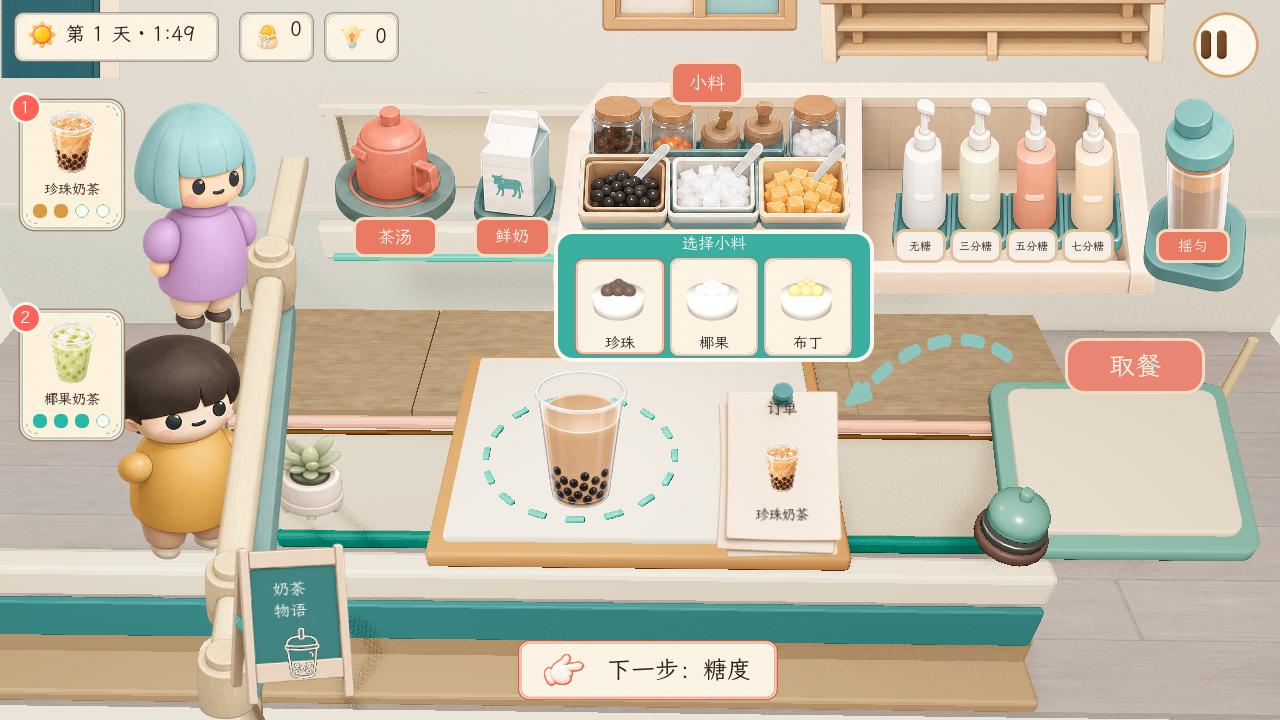 第 1 天·1:49
0
0
小料
1
珍珠奶茶
2
椰果奶茶
茶汤
鲜奶
选择小料
珍珠
椰果
布丁
无糖
三分糖
五分糖
七分糖
摇匀
取餐
订单
珍珠奶茶
奶茶
物语
下一步：糖度